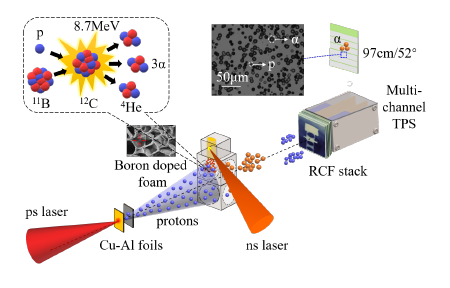 8.7MeV
p
3α
¹¹B
¹²C
⁴He
α
p
50μm
97cm/52°
Multi-
channel
TPS
RCF stack
Boron doped
foam
protons
ps laser
Cu-Al foils
ns laser